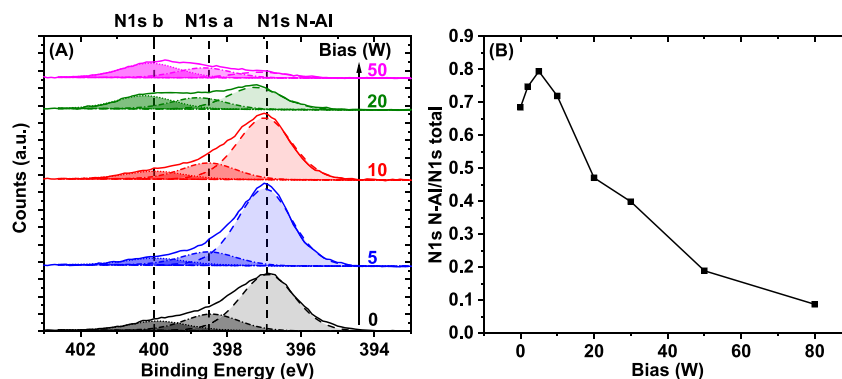 N1s b N1s a N1s N-Al
(A) Bias (W)
50
20
10
5
0
Counts (a.u.)
402 400 398 396 394
Binding Energy (eV)
(B)
N1s N-Al/N1s total
0.9
0.8
0.7
0.6
0.5
0.4
0.3
0.2
0.1
0.0
0 20 40 60 80
Bias (W)